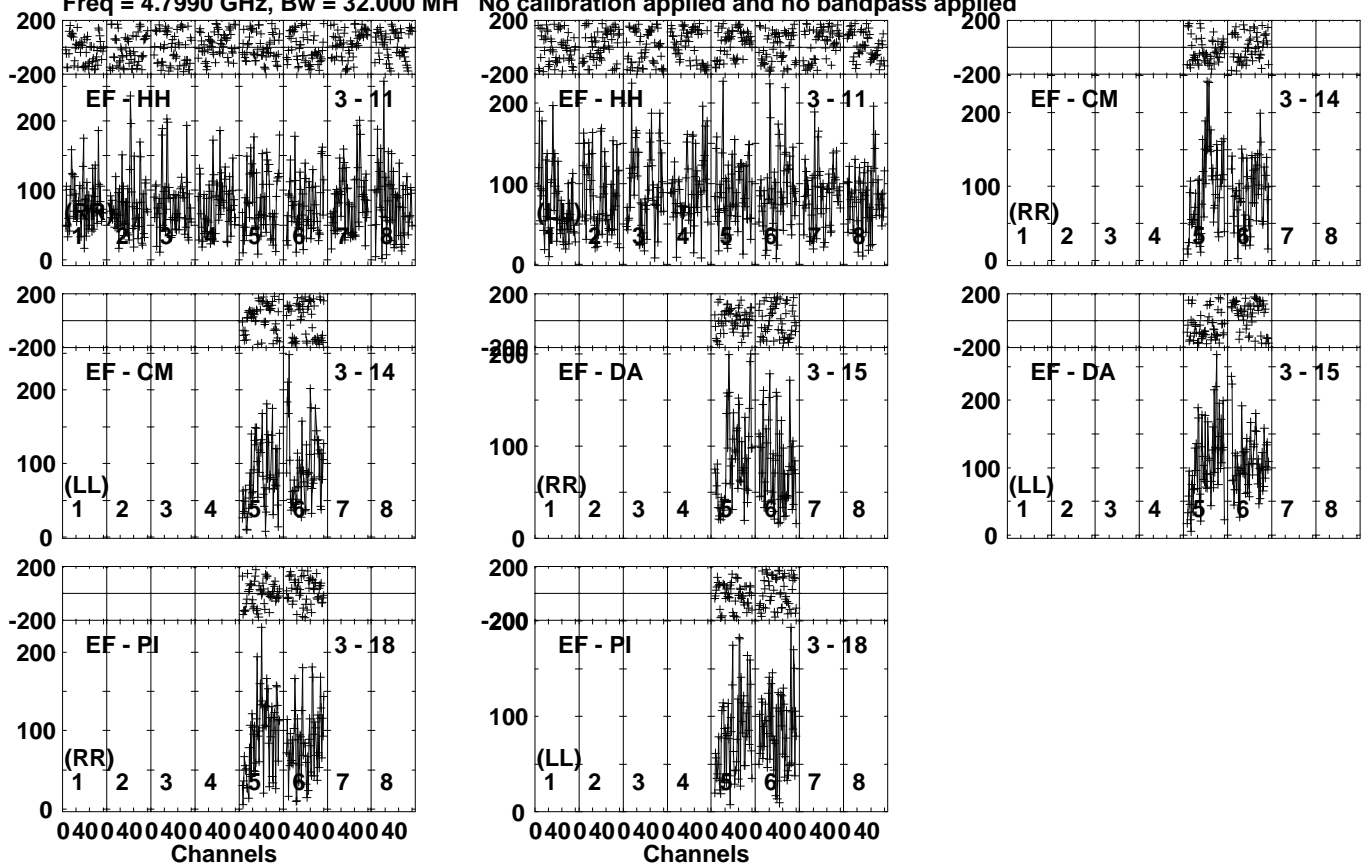 Freq = 4.7990 GHz, Bw = 32.000 MH No calibration applied and no bandpass applied
200
-200
EF - HH 3 - 11
200
100
0
(RR)
1 2 3 4 5 6 7 8
200
-200
EF - HH 3 - 11
200
100
0
(LL)
1 2 3 4 5 6 7 8
200
-200
EF - CM 3 - 14
200
100
0
(RR)
1 2 3 4 5 6 7 8
200
-200
EF - CM 3 - 14
200
100
0
(LL)
1 2 3 4 5 6 7 8
200
-200
200
EF - DA 3 - 15
100
0
(RR)
1 2 3 4 5 6 7 8
200
-200
EF - DA 3 - 15
200
100
0
(LL)
1 2 3 4 5 6 7 8
200
-200
EF - PI 3 - 18
200
100
0
(RR)
1 2 3 4 5 6 7 8
0 40 0 40 0 40 0 40 0 40 0 40 0 40 0 40
Channels
200
-200
200
EF - PI 3 - 18
100
0
(LL)
1 2 3 4 5 6 7 8
0 40 0 40 0 40 0 40 0 40 0 40 0 40 0 40
Channels